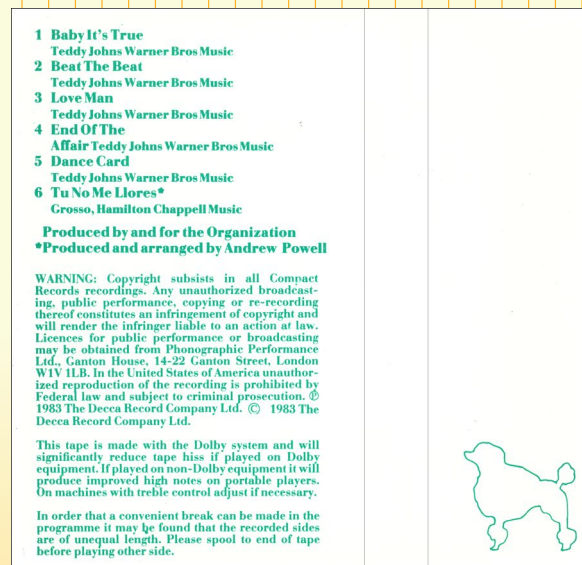 1 Baby It's True
Teddy Johns Warner Bros Music
2 Beat The Beat
Teddy Johns Warner Bros Music
3 Love Man
Teddy Johns Warner Bros Music
4 End Of The
Affair Teddy Johns Warner Bros Music
5 Dance Card
Teddy Johns Warner Bros Music
6 Tu No Me Llores*
Grosso, Hamilton Chappell Music
Produced by and for the Organization
*Produced and arranged by Andrew Powell
WARNING: Copyright subsists in all Compact
Records recordings. Any unauthorized broadcast-
ing, public performance, copying or re-recording
thereof constitutes an infringement of copyright and
will render the infringer liable to an action at law.
Licences for public performance or broadcasting
may be obtained from Phonographic Performance
Ltd., Ganton House, 14-22 Ganton Street, London
W1V 1LB. In the United States of America unauthor-
ized reproduction of the recording is prohibited by
Federal law and subject to criminal prosecution. ℗
1983 The Decca Record Company Ltd. © 1983 The
Decca Record Company Ltd.
This tape is made with the Dolby system and will
significantly reduce tape hiss if played on Dolby
equipment. If played on non-Dolby equipment it will
produce improved high notes on portable players.
On machines with treble control adjust if necessary.
In order that a convenient break can be made in the
programme it may be found that the recorded sides
are of unequal length. Please spool to end of tape
before playing other side.